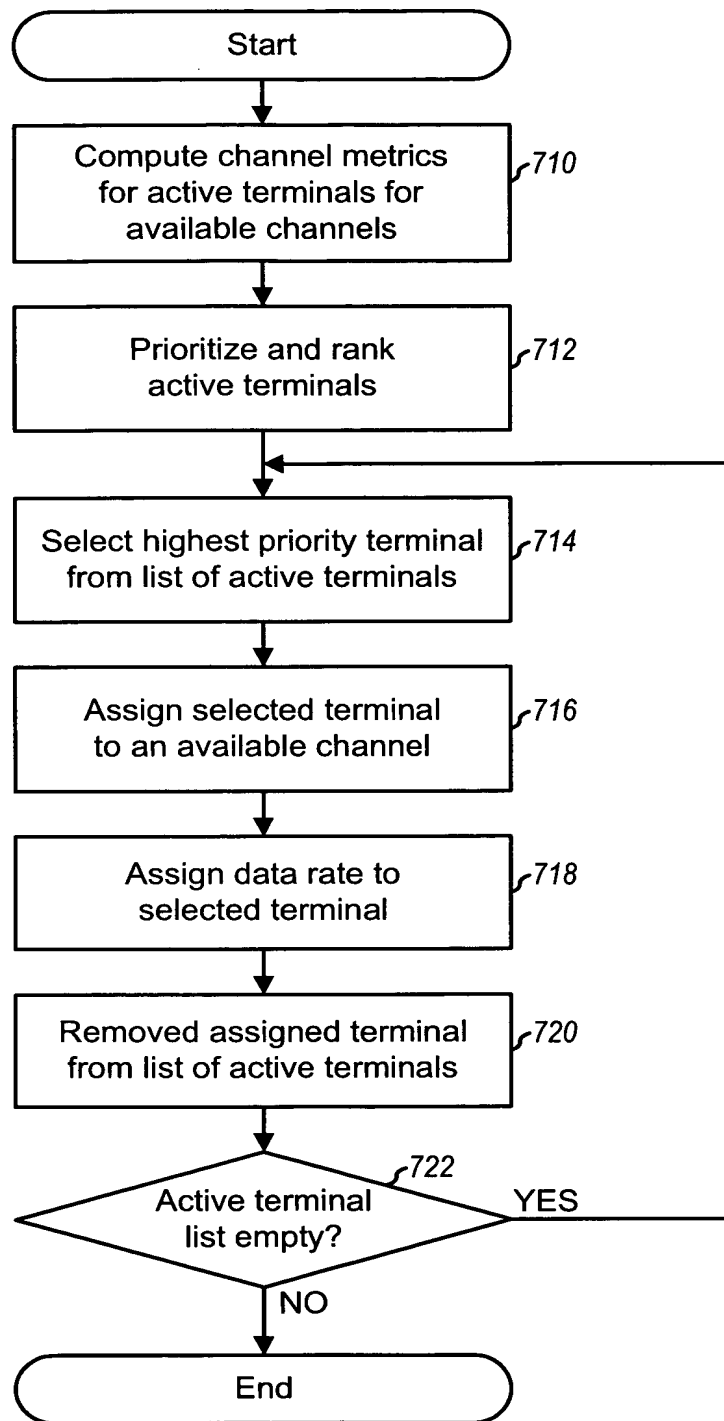 Start
Compute channel metrics
for active terminals for
available channels
710
Prioritize and rank
active terminals
712
Select highest priority terminal
from list of active terminals
714
Assign selected terminal
to an available channel
716
Assign data rate to
selected terminal
718
Removed assigned terminal
from list of active terminals
720
722
Active terminal
list empty?
YES
NO
End